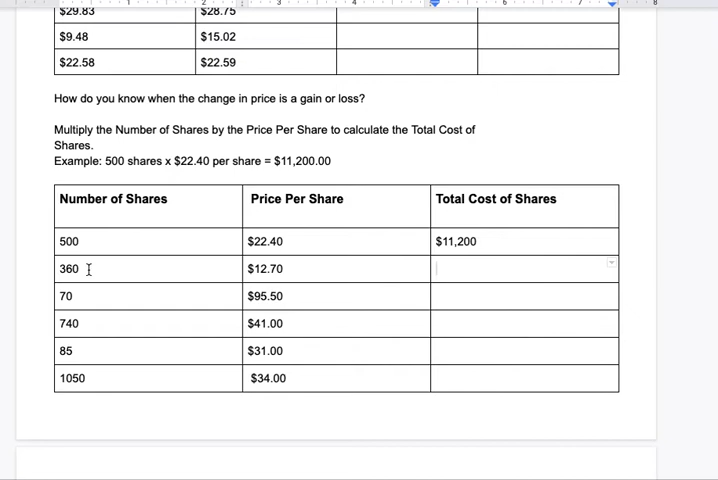 $29.83 $28.75
$9.48 $15.02
$22.58 $22.59
How do you know when the change in price is a gain or loss?
Multiply the Number of Shares by the Price Per Share to calculate the Total Cost of
Shares.
Example: 500 shares x $22.40 per share = $11,200.00
Number of Shares Price Per Share Total Cost of Shares
500 $22.40 $11,200
360 $12.70
70 $95.50
740 $41.00
85 $31.00
1050 $34.00